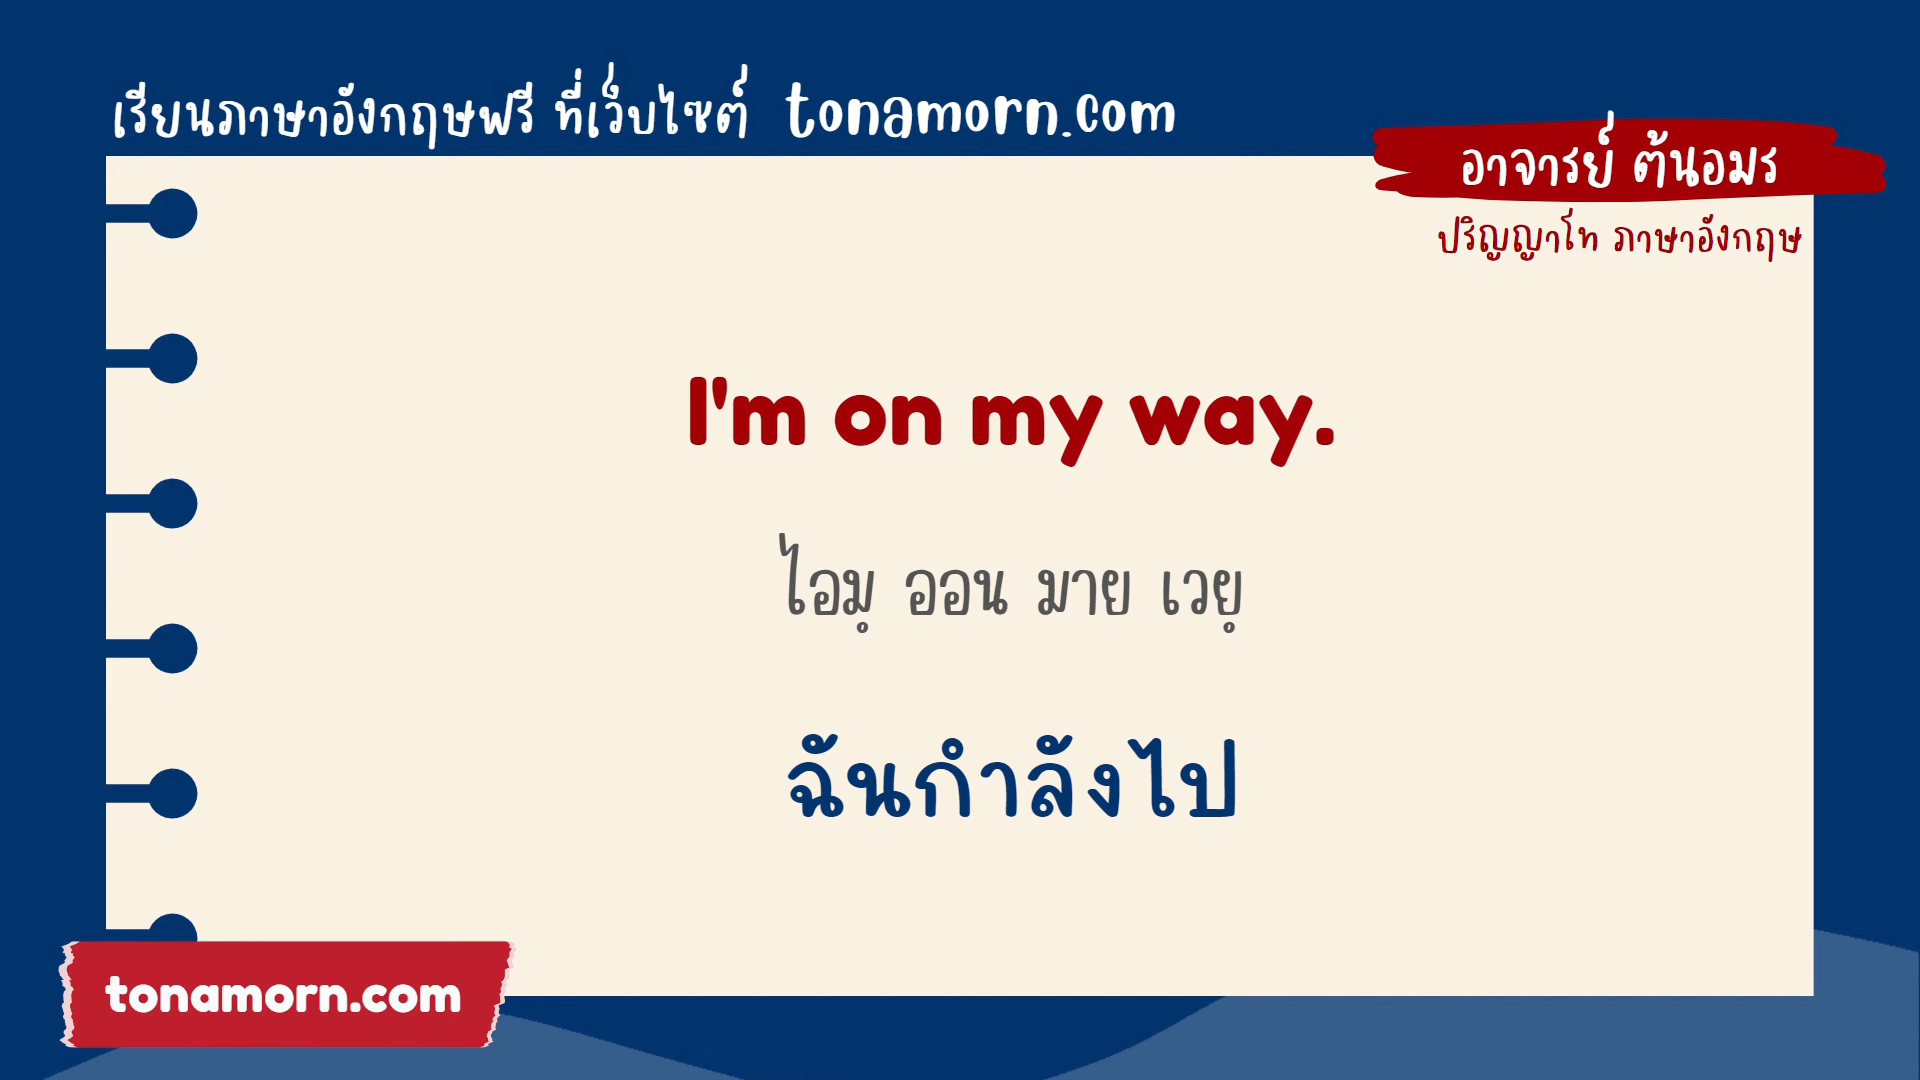 เรียนภาษาอังกฤษฟรี ที่เว็บไซต์ tonamorn.com
อาจารย์ ต้นอมร
ปริญญาโท ภาษาอังกฤษ
I'm on my way.
ไอมฺ ออน มาย เวยฺ
ฉันกำลังไป
tonamorn.com